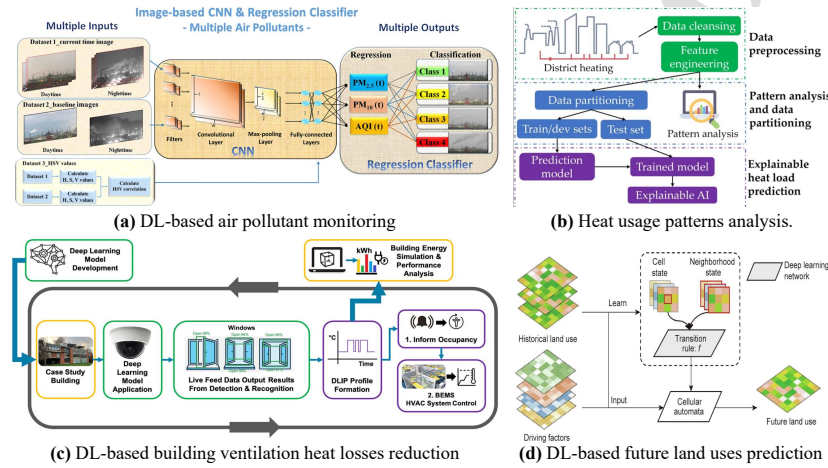 Image-based CNN & Regression Classifier
- Multiple Air Pollutants -
Multiple Inputs
Multiple Outputs
Dataset 1_current time image
Daytime
Nighttime
Dataset 2_baseline images
Daytime
Nighttime
Filters
Convolutional Layer
Max-pooling Layer
Fully-connected Layers
CNN
Regression
Classification
PM2.5 (t)
PM10 (t)
AQI (t)
Class 1
Class 2
Class 3
Class 4
Regression Classifier
Dataset 3_HSV values
Dataset 1
Calculate H, S, V values
Dataset 2
Calculate H, S, V values
Calculate HSV correlation
(a) DL-based air pollutant monitoring
District heating
Data cleansing
Feature engineering
Data preprocessing
Data partitioning
Train/dev sets
Test set
Pattern analysis
Pattern analysis and data partitioning
Prediction model
Trained model
Explainable AI
Explainable heat load prediction
(b) Heat usage patterns analysis.
Deep Learning Model Development
kWh
Building Energy Simulation & Performance Analysis
Case Study Building
Deep Learning Model Application
Windows
Live Feed Data Output Results From Detection & Recognition
°C
Time
DLIP Profile Formation
1. Inform Occupancy
2. BEMS HVAC System Control
(c) DL-based building ventilation heat losses reduction
Historical land use
Driving factors
Learn
Input
Cell state
Neighborhood state
Deep learning network
Transition rule: f
Cellular automata
Future land use
(d) DL-based future land uses prediction